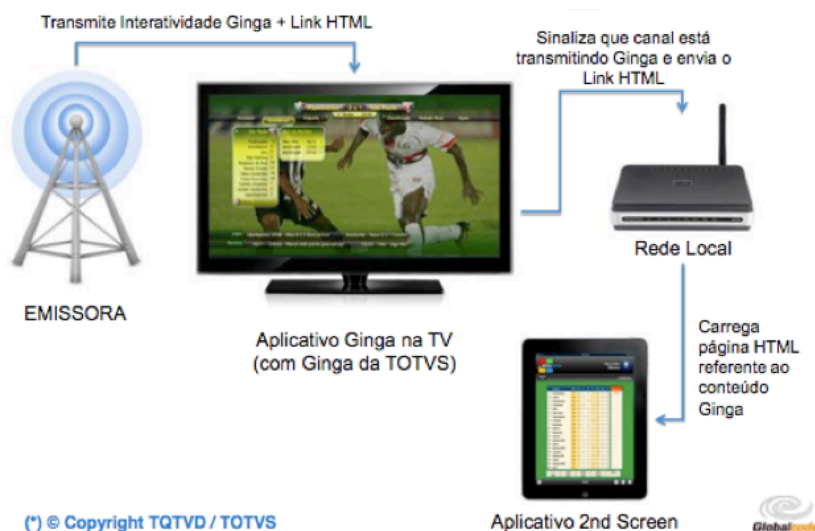 Transmite Interatividade Ginga + Link HTML
Sinaliza que canal está
transmitindo Ginga e envia o
Link HTML
Rede Local
EMISSORA
Aplicativo Ginga na TV
(com Ginga da TOTVS)
Carrega
página HTML
referente ao
conteúdo
Ginga
(*) © Copyright TQTVD / TOTVS
Aplicativo 2nd Screen
Globalcode